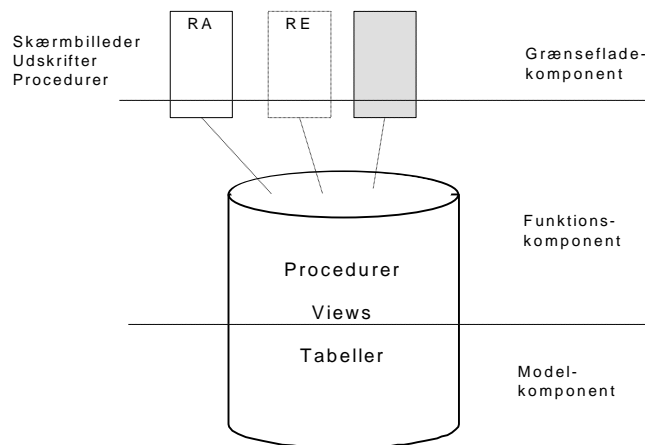 RA
RE
Skærmbilleder
Udskrifter
Procedurer
Grænseflade-
komponent
Funktions-
komponent
Procedurer
Views
Tabeller
Model-
komponent